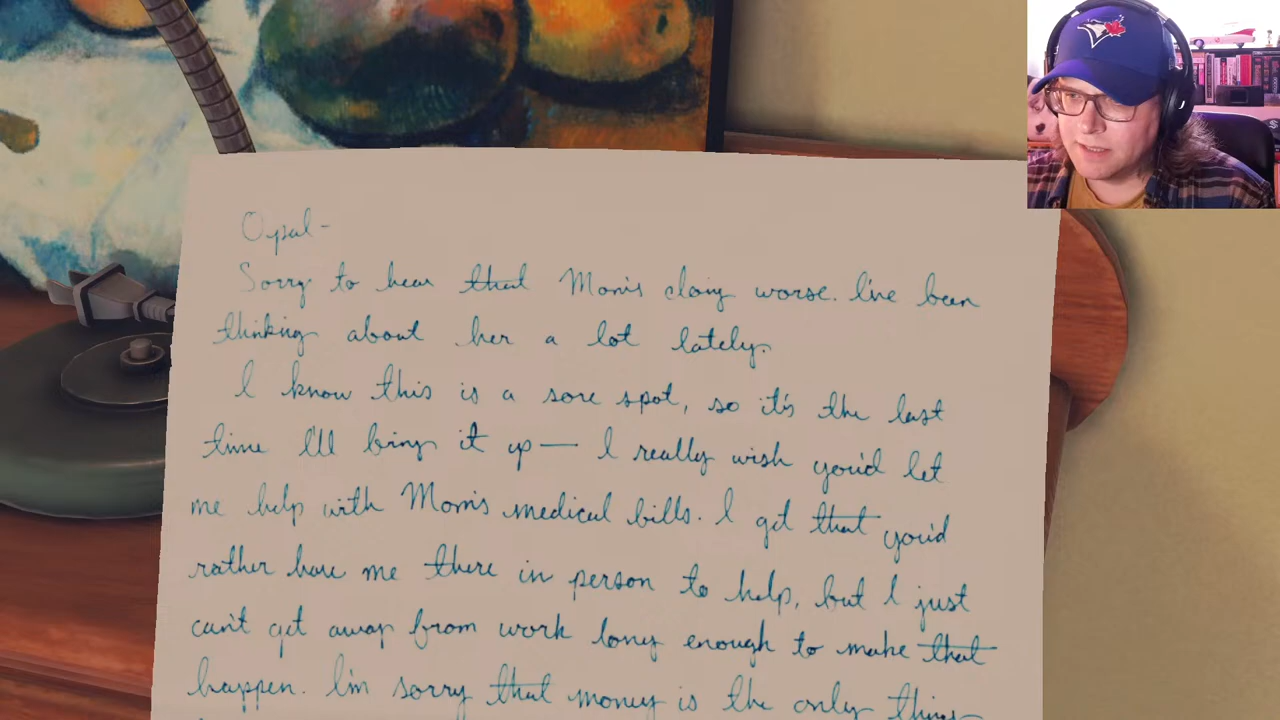 Opal-
Sorry to hear that Mom's doing worse. I've been
thinking about her a lot lately.
I know this is a sore spot, so it's the last
time I'll bring it up — I really wish you'd let
me help with Mom's medical bills. I get that you'd
rather have me there in person to help, but I just
can't get away from work long enough to make that
happen. I'm sorry that money is the only thing